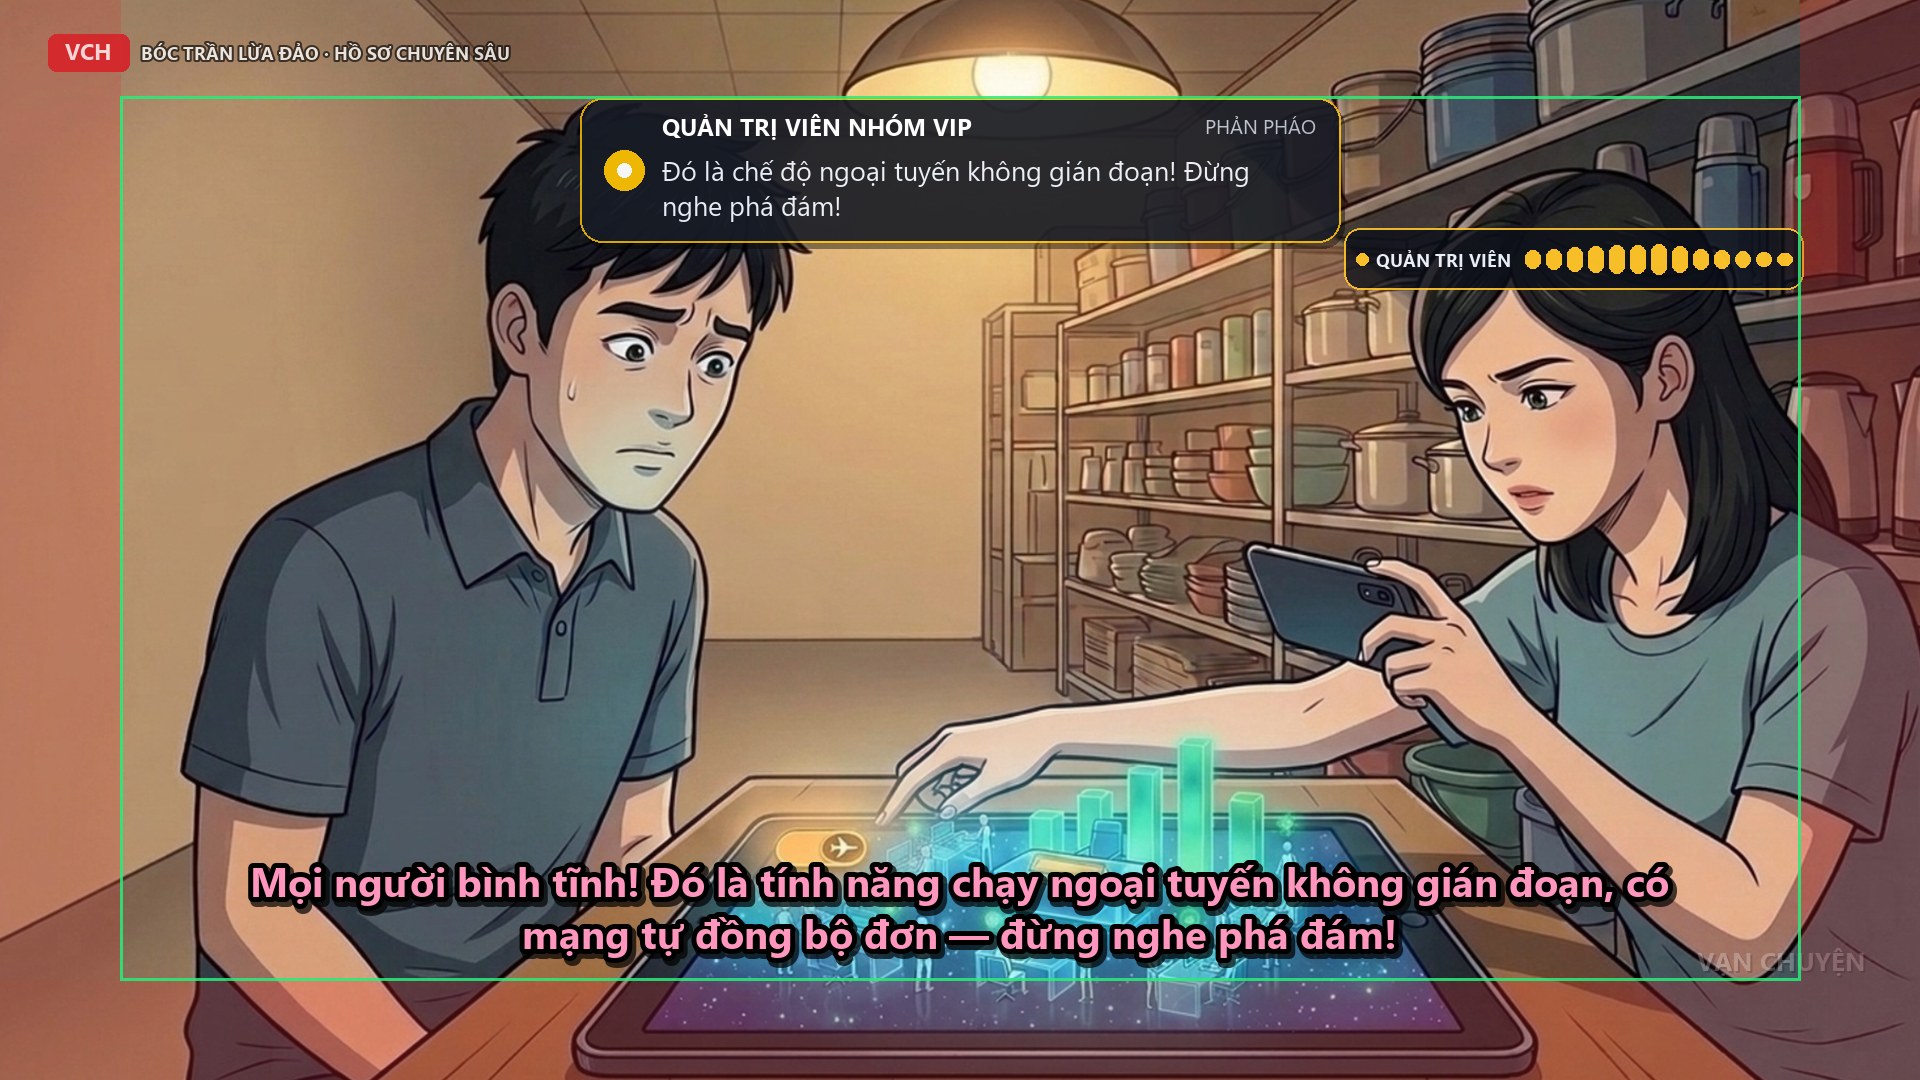 VCH BÓC TRẦN LỪA ĐẢO · HỒ SƠ CHUYÊN SÂU
QUẢN TRỊ VIÊN NHÓM VIP PHẢN PHÁO
Đó là chế độ ngoại tuyến không gián đoạn! Đừng
nghe phá đám!
QUẢN TRỊ VIÊN
Mọi người bình tĩnh! Đó là tính năng chạy ngoại tuyến không gián đoạn, có
mạng tự đồng bộ đơn — đừng nghe phá đám!
VẠN CHUYỆN